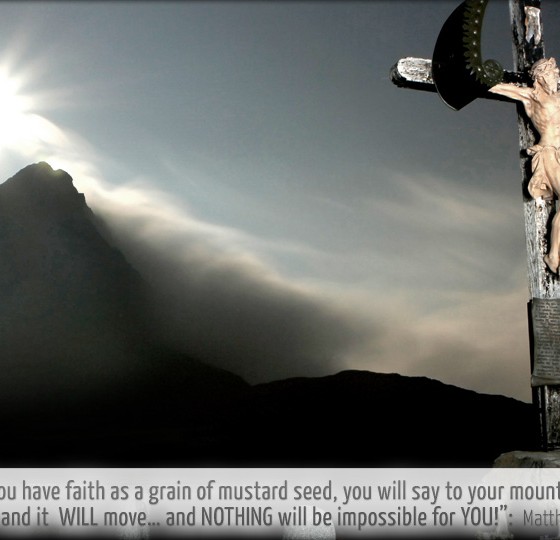 ou have faith as a grain of mustard seed, you will say to your mount
and it WILL move... and NOTHING will be impossible for YOU!”: Matth